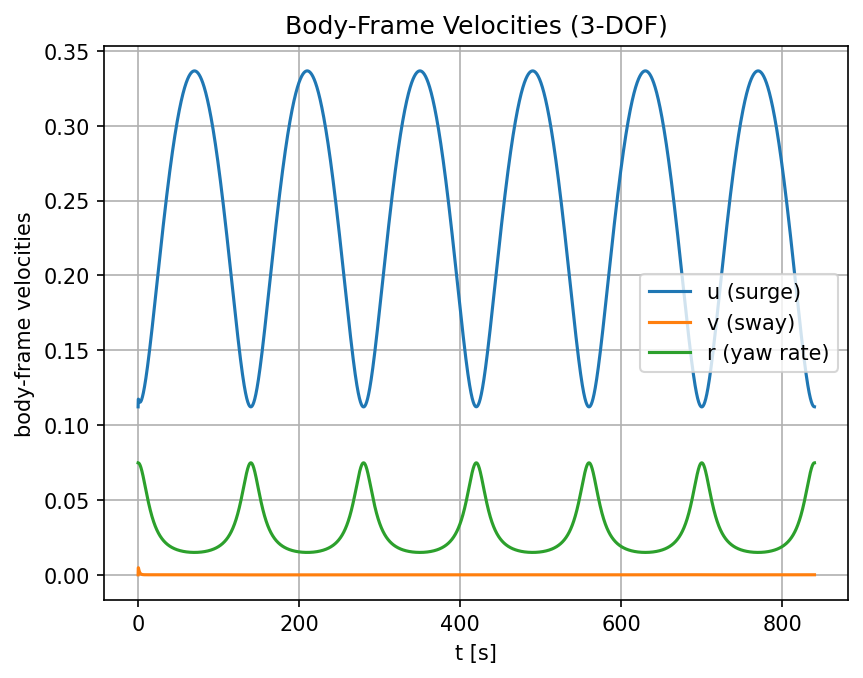 Body-Frame Velocities (3-DOF)
body-frame velocities
0.35
0.30
0.25
0.20
0.15
0.10
0.05
0.00
u (surge)
v (sway)
r (yaw rate)
0 200 400 600 800
t [s]